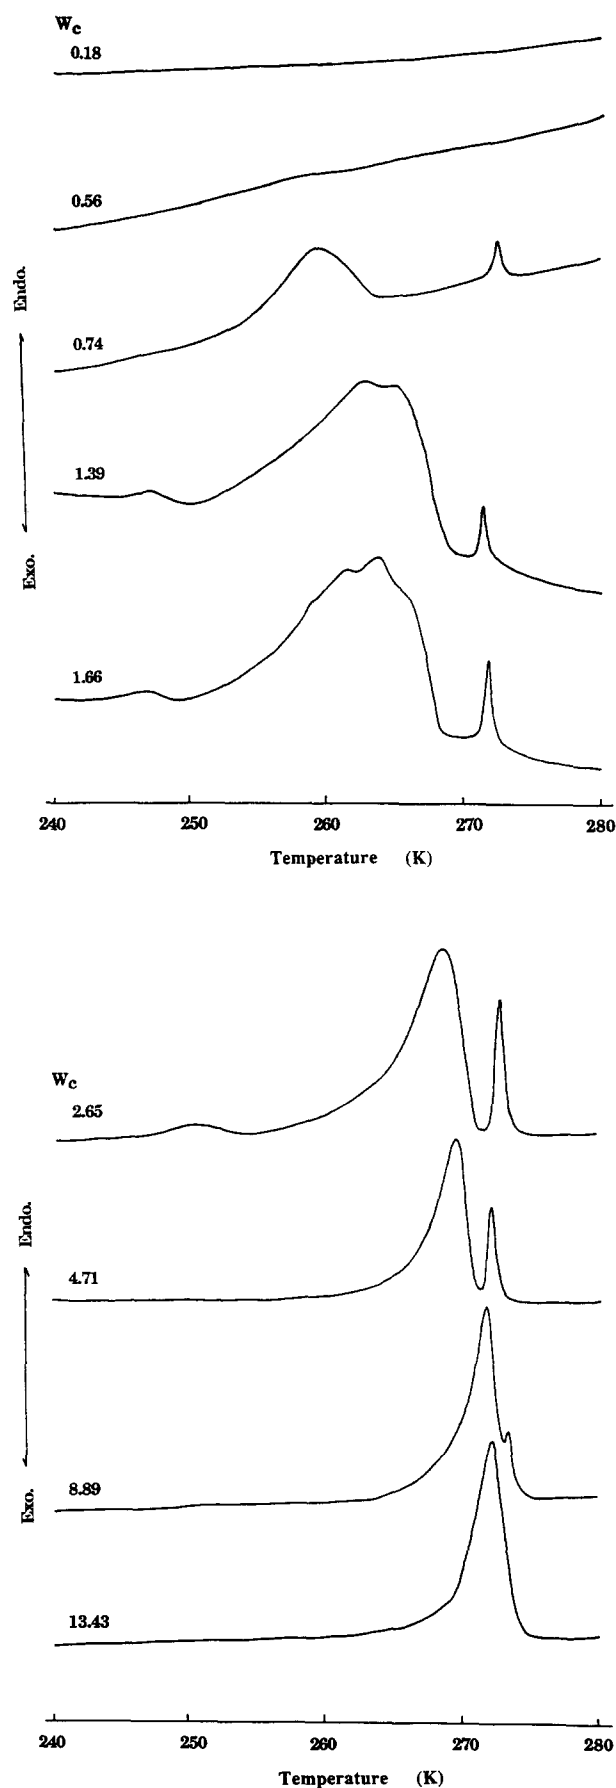 Wc
0.18
0.56
Endo.
0.74
1.39
Exo.
1.66
240 250 260 270 280
Temperature (K)
Wc
2.65
Endo.
4.71
8.89
Exo.
13.43
240 250 260 270 280
Temperature (K)